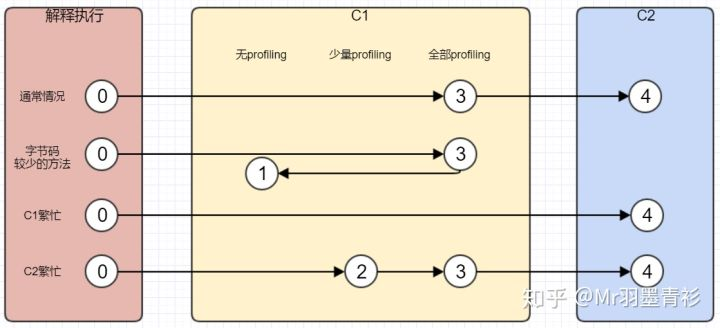 解释执行
C1
C2
无profiling
少量profiling
全部profiling
通常情况
0
3
4
字节码
较少的方法
0
3
1
C1繁忙
0
4
C2繁忙
0
2
3
4
知乎 @Mr羽墨青衫